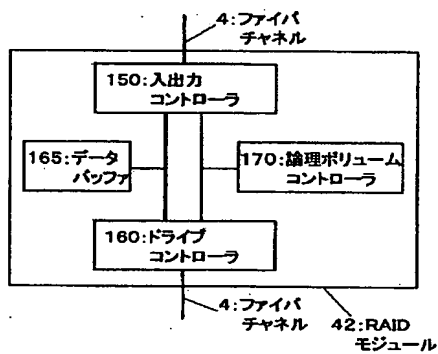 4:ファイバ
チャネル
150:入出力
コントローラ
165:データ
バッファ
170:論理ボリューム
コントローラ
160:ドライブ
コントローラ
4:ファイバ
チャネル
42:RAID
モジュール